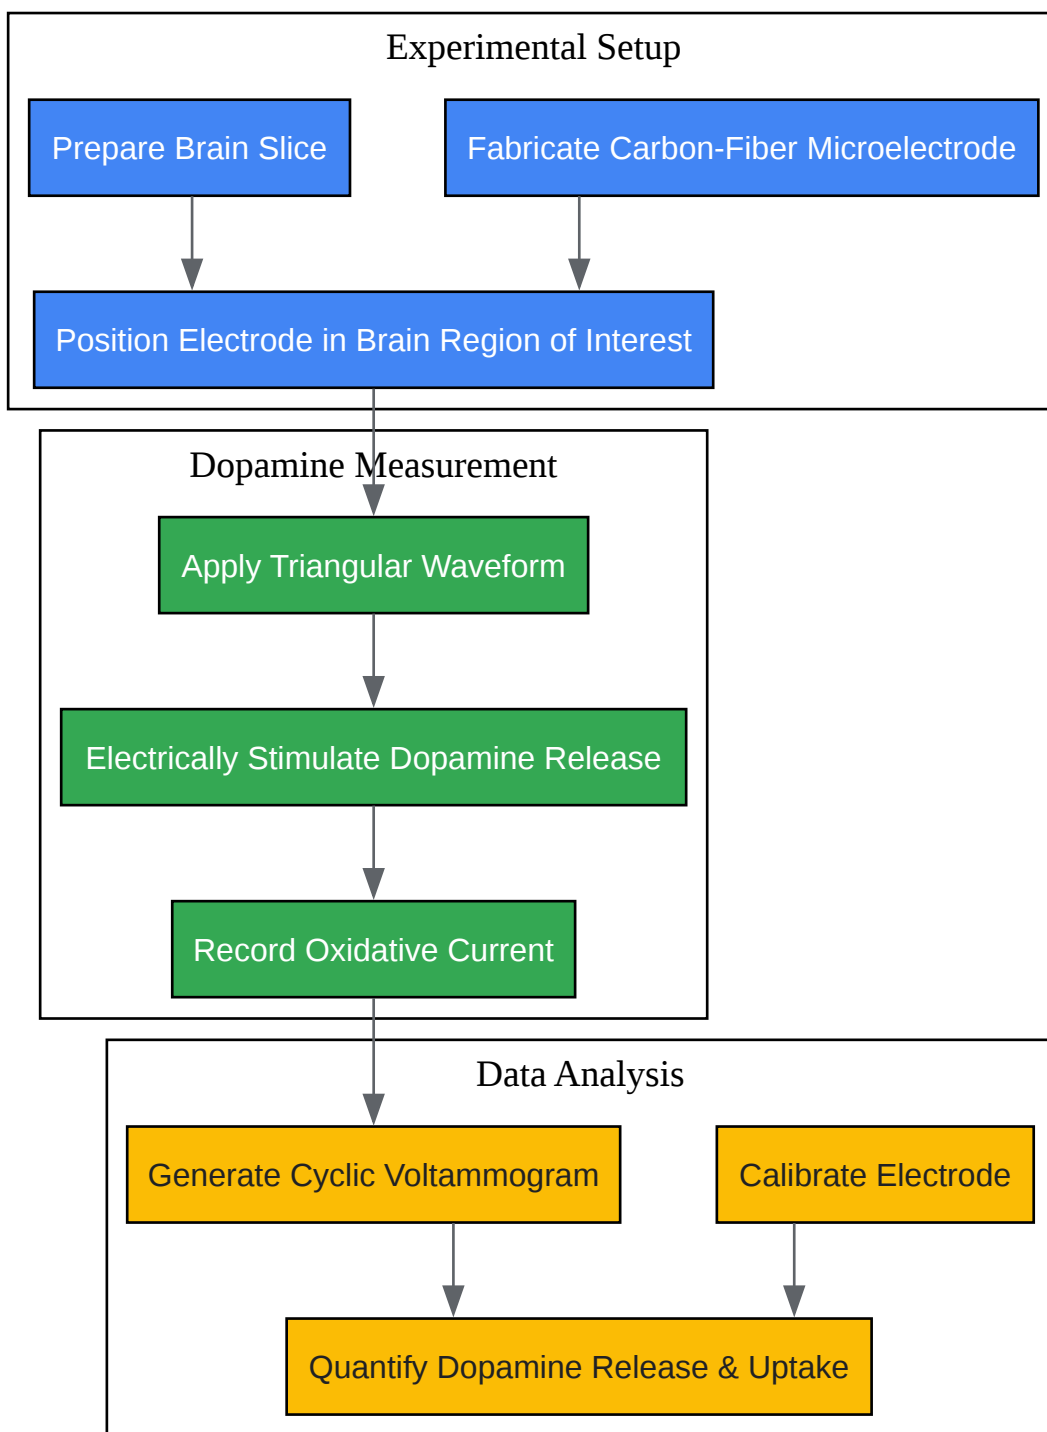 Experimental Setup
Prepare Brain Slice
Fabricate Carbon-Fiber Microelectrode
Position Electrode in Brain Region of Interest
Dopamine Measurement
Apply Triangular Waveform
Electrically Stimulate Dopamine Release
Record Oxidative Current
Data Analysis
Generate Cyclic Voltammogram
Calibrate Electrode
Quantify Dopamine Release & Uptake